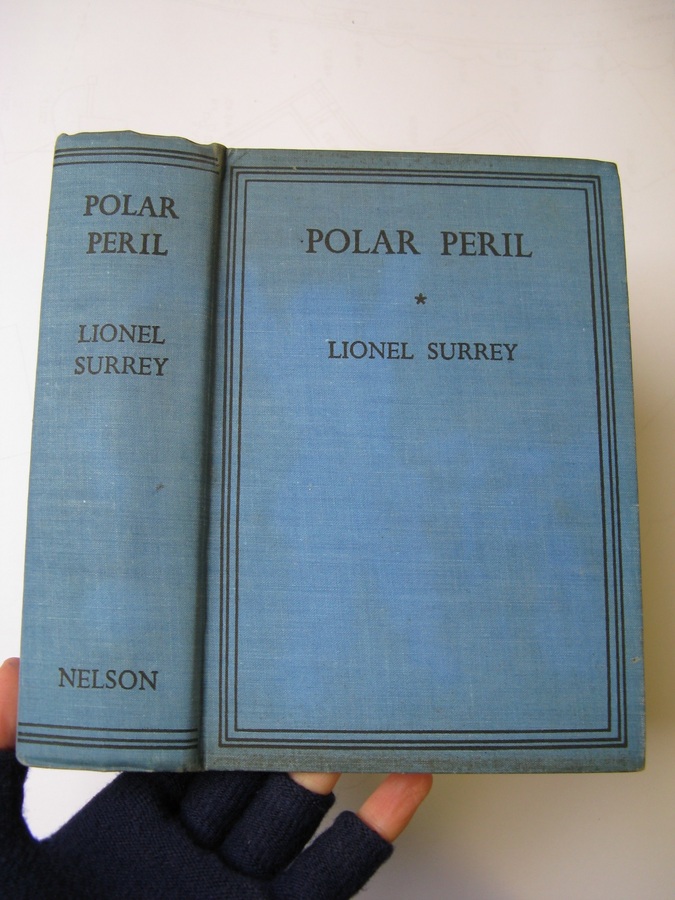 POLAR
PERIL
LIONEL
SURREY
NELSON
POLAR PERIL
*
LIONEL SURREY